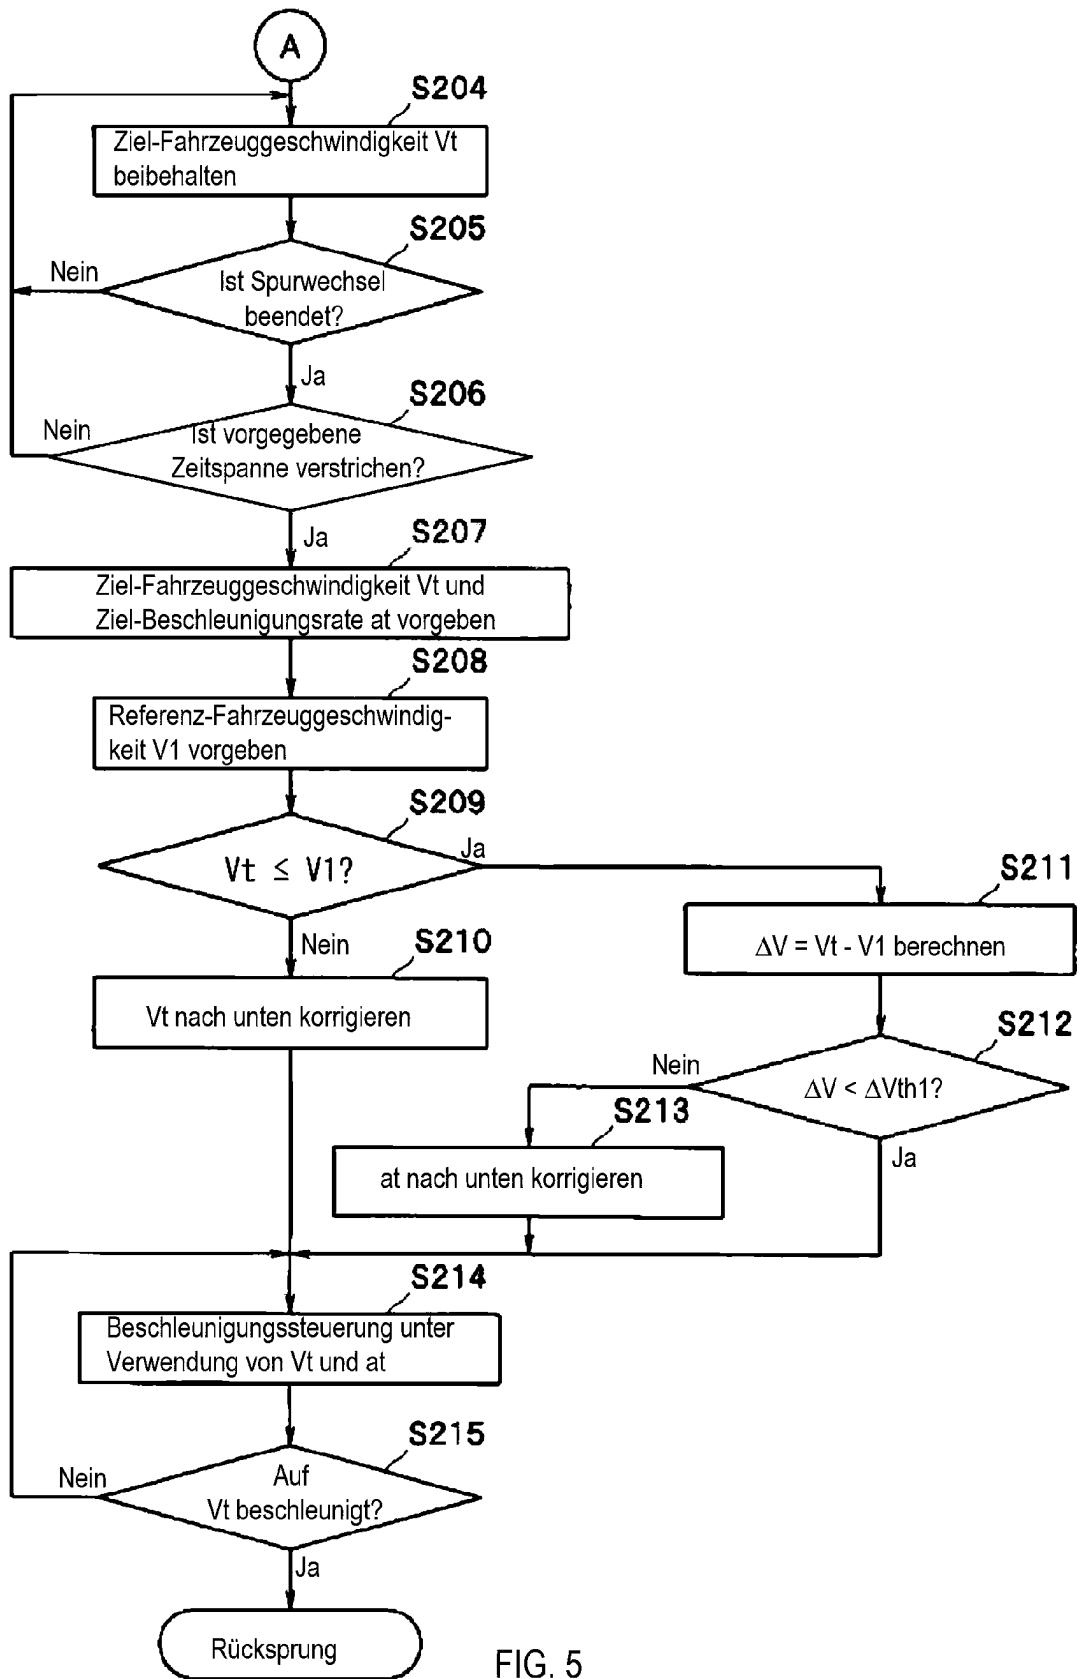 A
S204
Ziel-Fahrzeuggeschwindigkeit Vt
beibehalten
S205
Nein
Ist Spurwechsel
beendet?
Ja
S206
Nein
Ist vorgegebene
Zeitspanne verstrichen?
Ja
S207
Ziel-Fahrzeuggeschwindigkeit Vt und
Ziel-Beschleunigungsrate at vorgeben
S208
Referenz-Fahrzeuggeschwindig-
keit V1 vorgeben
S209
Vt ≤ V1?
Ja
Nein
S210
Vt nach unten korrigieren
S211
ΔV = Vt - V1 berechnen
S212
Nein
ΔV < ΔVth1?
Ja
S213
at nach unten korrigieren
S214
Beschleunigungssteuerung unter
Verwendung von Vt und at
S215
Nein
Auf
Vt beschleunigt?
Ja
Rücksprung
FIG. 5